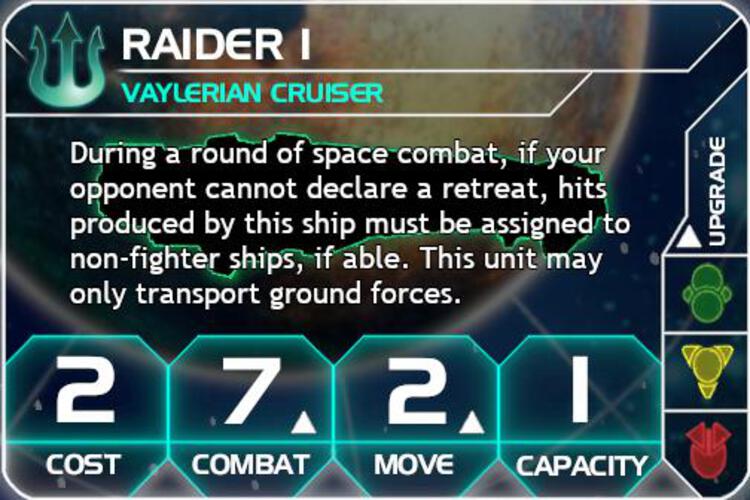 RAIDER I
VAYLERIAN CRUISER
During a round of space combat, if your
opponent cannot declare a retreat, hits
produced by this ship must be assigned to
non-fighter ships, if able. This unit may
only transport ground forces.
UPGRADE
2
COST
7
COMBAT
2
MOVE
1
CAPACITY